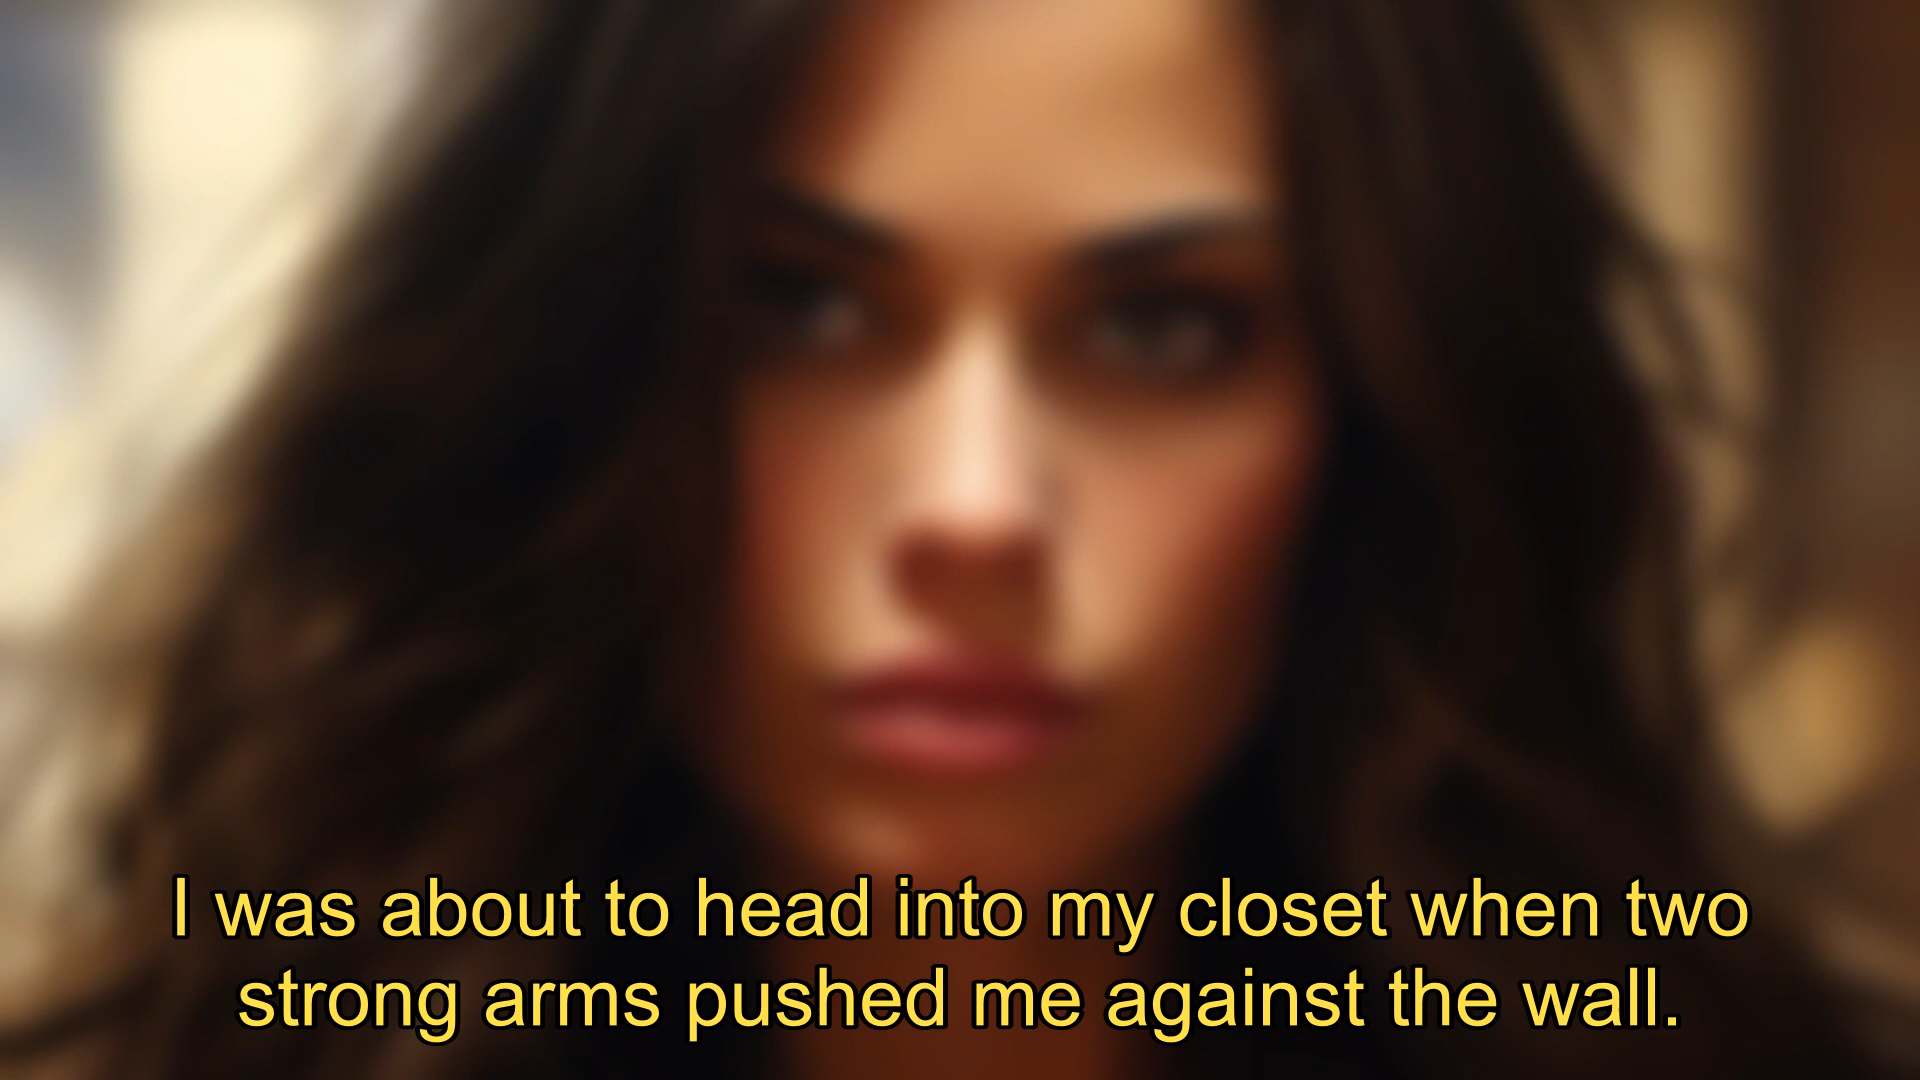 I was about to head into my closet when two
strong arms pushed me against the wall.